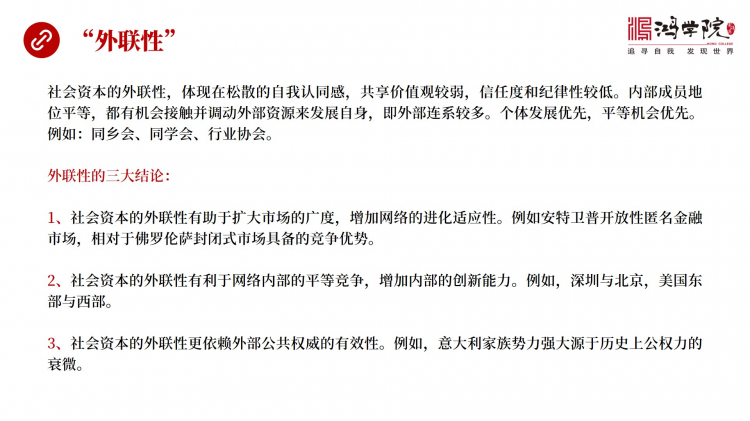 “外联性”
鸿学院
HONG COLLEGE
追寻自我 发现世界
社会资本的外联性，体现在松散的自我认同感，共享价值观较弱，信任度和纪律性较低。内部成员地
位平等，都有机会接触并调动外部资源来发展自身，即外部连系较多。个体发展优先，平等机会优先。
例如：同乡会、同学会、行业协会。
外联性的三大结论：
1、社会资本的外联性有助于扩大市场的广度，增加网络的进化适应性。例如安特卫普开放性匿名金融
市场，相对于佛罗伦萨封闭式市场具备的竞争优势。
2、社会资本的外联性有利于网络内部的平等竞争，增加内部的创新能力。例如，深圳与北京，美国东
部与西部。
3、社会资本的外联性更依赖外部公共权威的有效性。例如，意大利家族势力强大源于历史上公权力的
衰微。